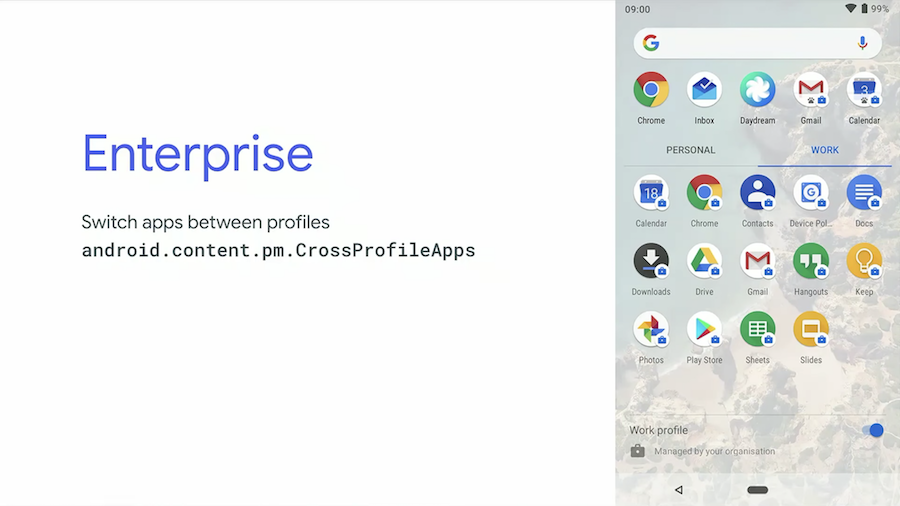 Enterprise
Switch apps between profiles
android.content.pm.CrossProfileApps
09:00 99%
G
Chrome Inbox Daydream Gmail Calendar
PERSONAL WORK
18
Calendar Chrome Contacts Device Pol... Docs
Downloads Drive Gmail Hangouts Keep
Photos Play Store Sheets Slides
Work profile
Managed by your organisation